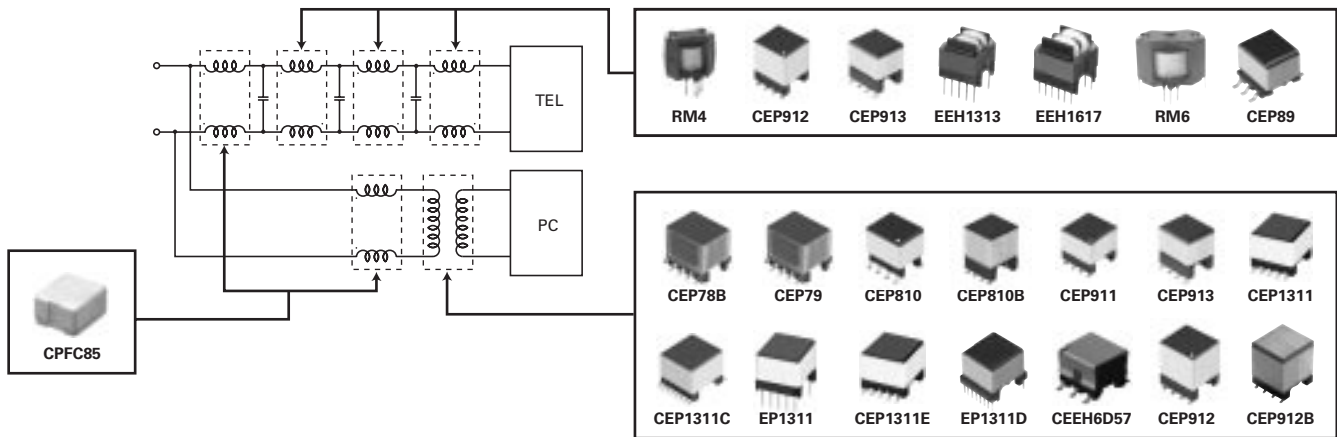 TEL
RM4 CEP912 CEP913 EEH1313 EEH1617 RM6 CEP89
PC
CPFC85
CEP78B CEP79 CEP810 CEP810B CEP911 CEP913 CEP1311
CEP1311C EP1311 CEP1311E EP1311D CEEH6D57 CEP912 CEP912B